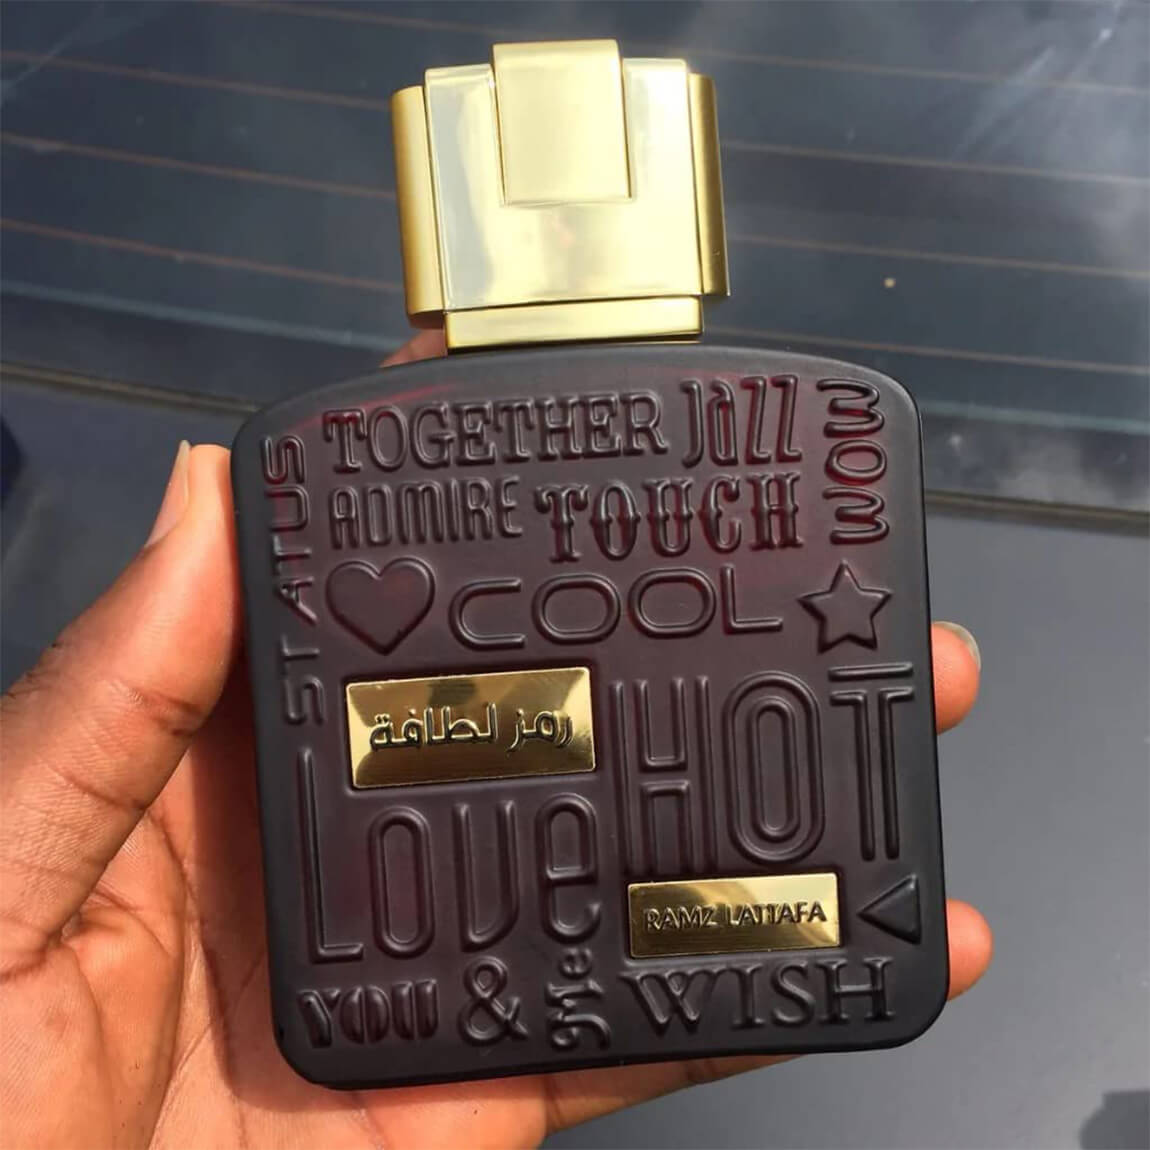 TOGETHER JAZZ
WOW
STATUS
ADMIRE TOUCH
COOL
رمز لطافة
HOT
Love
RAMZ LATTAFA
YOU & Me WISH